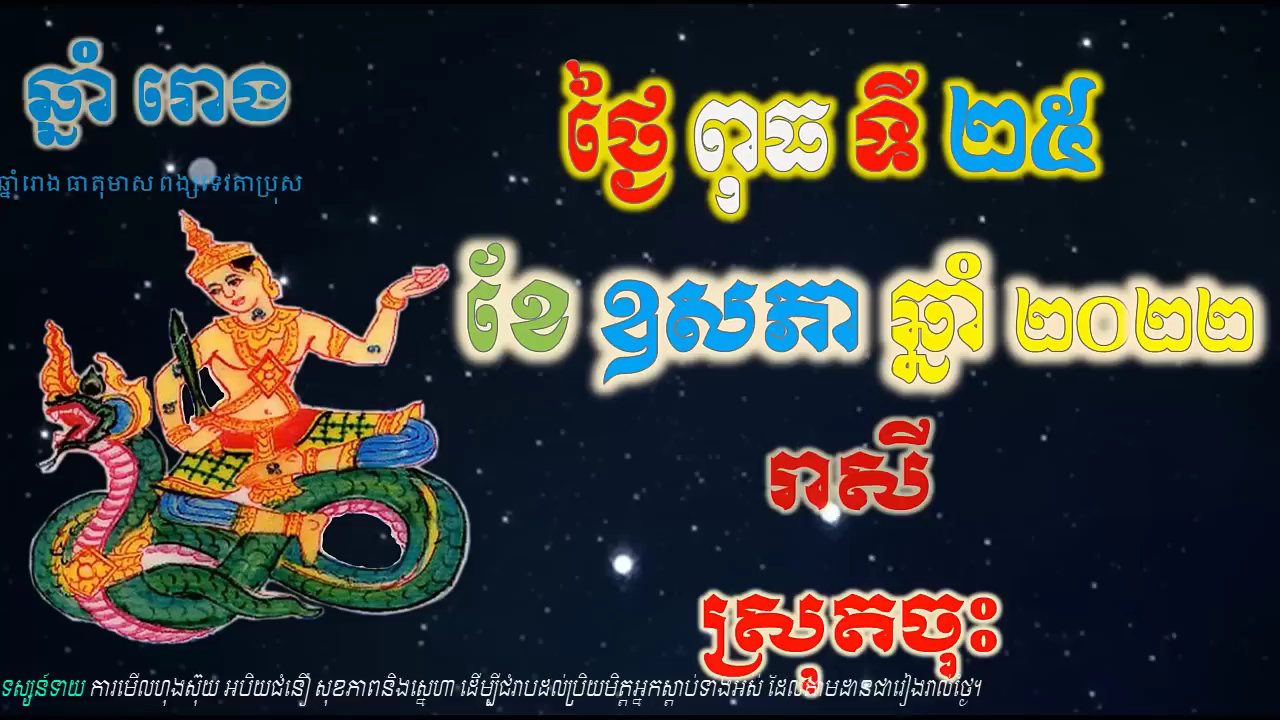 ឆ្នាំ រោង
ឆ្នាំ រោង ធាតុមាស ពង្សទេវតាប្រុស
ថ្ងៃ ពុធ ទី ២៥
ខែ ឧសភា ឆ្នាំ ២០២២
រាសី
ស្រុតចុះ
ទស្សន៍ទាយ ការមើលហុងស៊ុយ អបិយជំនឿ សុខភាពនិងស្នេហា ដើម្បីជំរាបដល់ប្រិយមិត្តអ្នកស្តាប់ទាំងអស់ ដែលតាមដានជារៀងរាល់ថ្ងៃ។